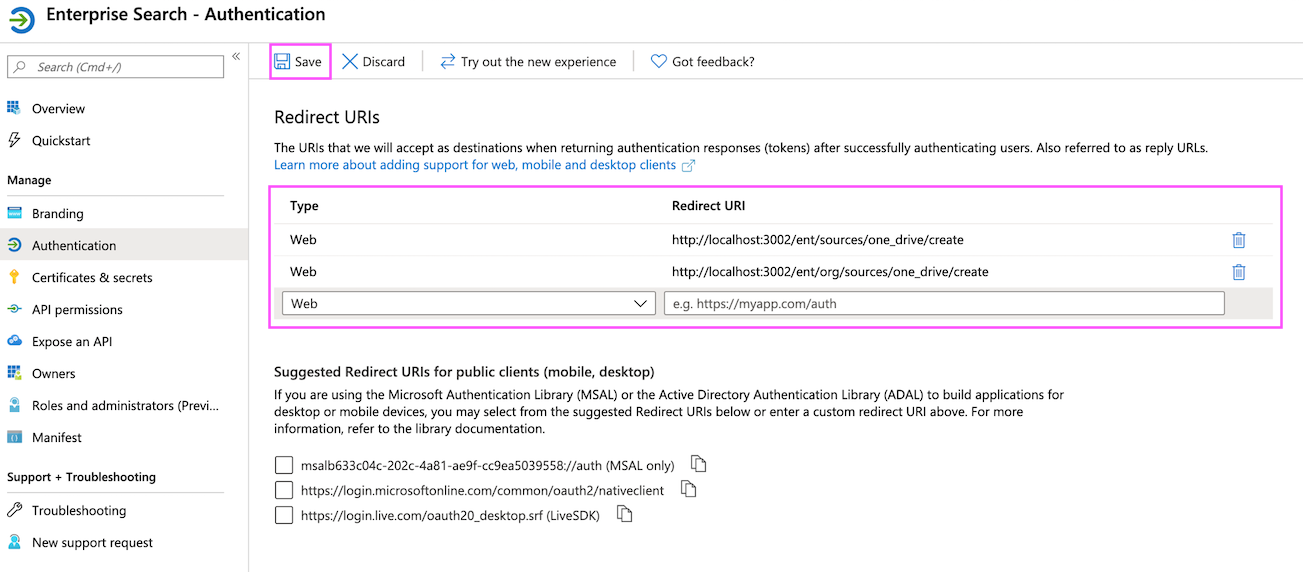 Enterprise Search - Authentication
Search (Cmd+/)
«
Overview
Quickstart
Manage
Branding
Authentication
Certificates & secrets
API permissions
Expose an API
Owners
Roles and administrators (Previ...
Manifest
Support + Troubleshooting
Troubleshooting
New support request
Save Discard Try out the new experience Got feedback?
Redirect URIs
The URIs that we will accept as destinations when returning authentication responses (tokens) after successfully authenticating users. Also referred to as reply URLs.
Learn more about adding support for web, mobile and desktop clients
Type Redirect URI
Web http://localhost:3002/ent/sources/one_drive/create
Web http://localhost:3002/ent/org/sources/one_drive/create
Web e.g. https://myapp.com/auth
Suggested Redirect URIs for public clients (mobile, desktop)
If you are using the Microsoft Authentication Library (MSAL) or the Active Directory Authentication Library (ADAL) to build applications for
desktop or mobile devices, you may select from the suggested Redirect URIs below or enter a custom redirect URI above. For more
information, refer to the library documentation.
msalb633c04c-202c-4a81-ae9f-cc9ea5039558://auth (MSAL only)
https://login.microsoftonline.com/common/oauth2/nativeclient
https://login.live.com/oauth20_desktop.srf (LiveSDK)